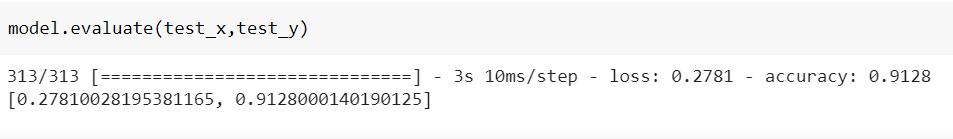 model.evaluate(test_x,test_y)
313/313 [==============================] - 3s 10ms/step - loss: 0.2781 - accuracy: 0.9128
[0.27810028195381165, 0.9128000140190125]